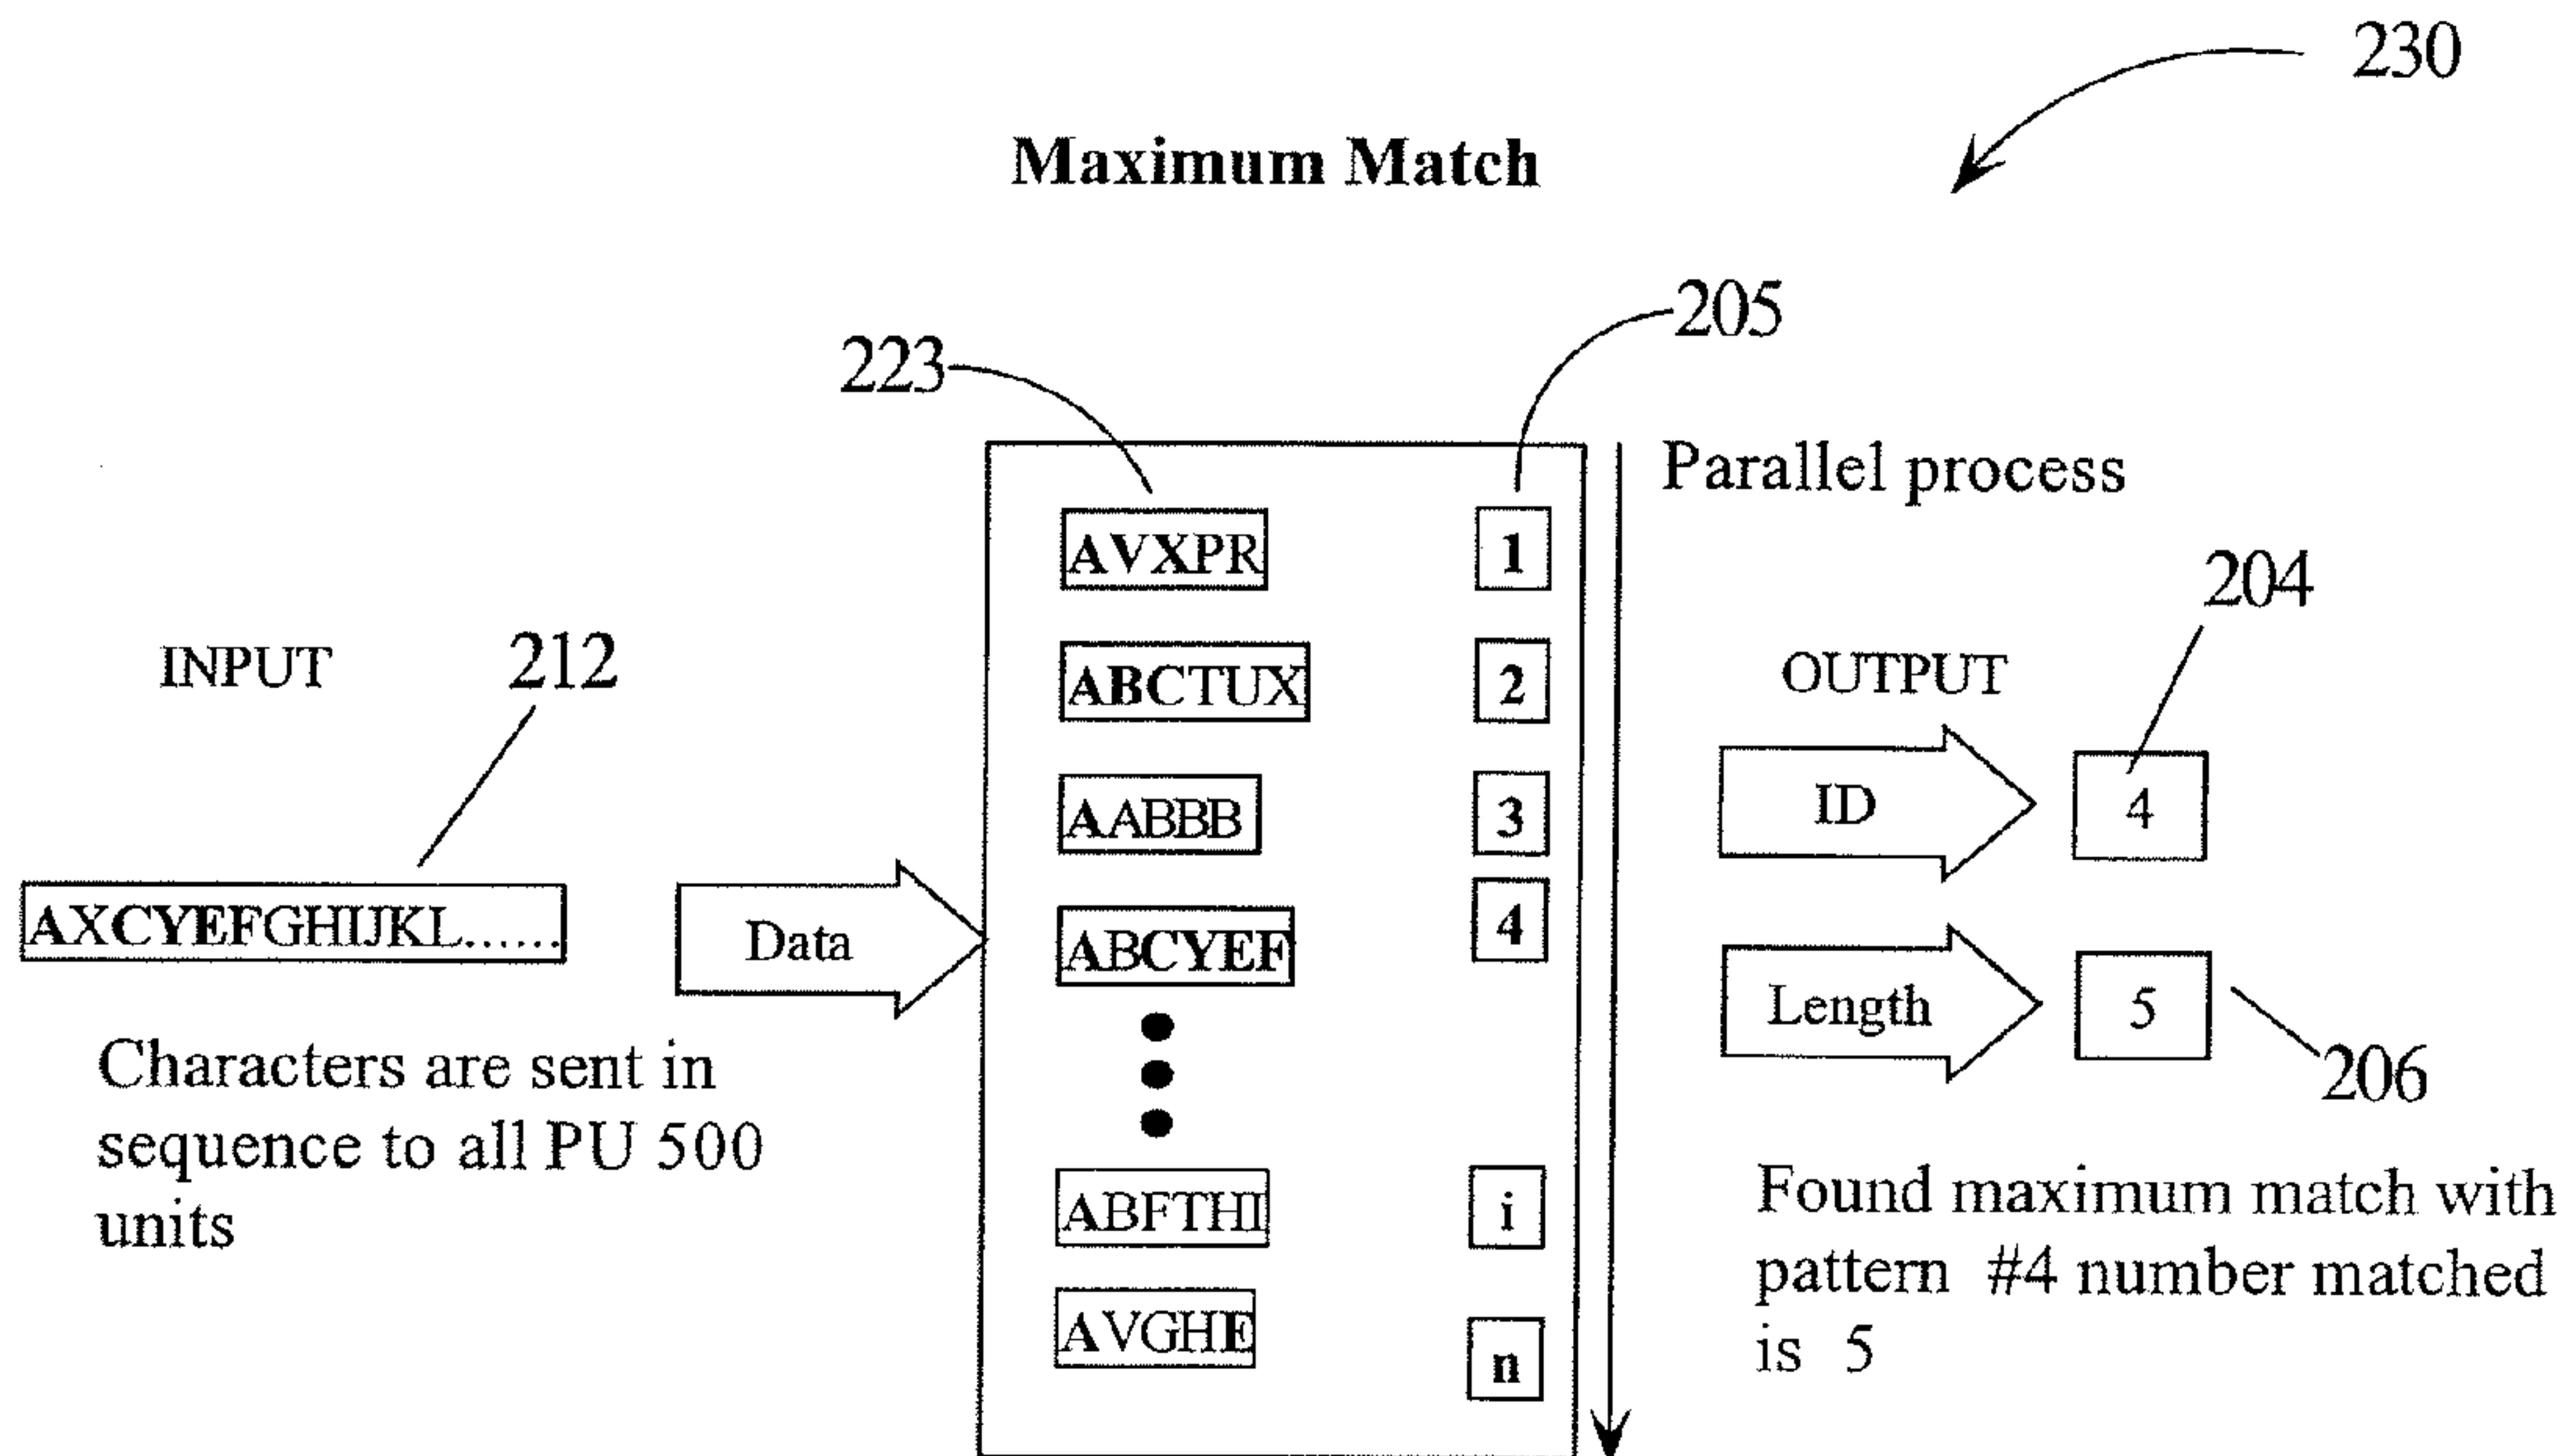 230
Maximum Match
205
223
Parallel process
AVXPR
1
204
INPUT
212
ABCTUX
2
OUTPUT
AABBB
3
ID
4
AXCYEFGHIJKL......
Data
ABCYEF
4
Length
5
206
Characters are sent in
sequence to all PU 500
units
ABFTHI
i
AVGHE
n
Found maximum match with
pattern #4 number matched
is 5